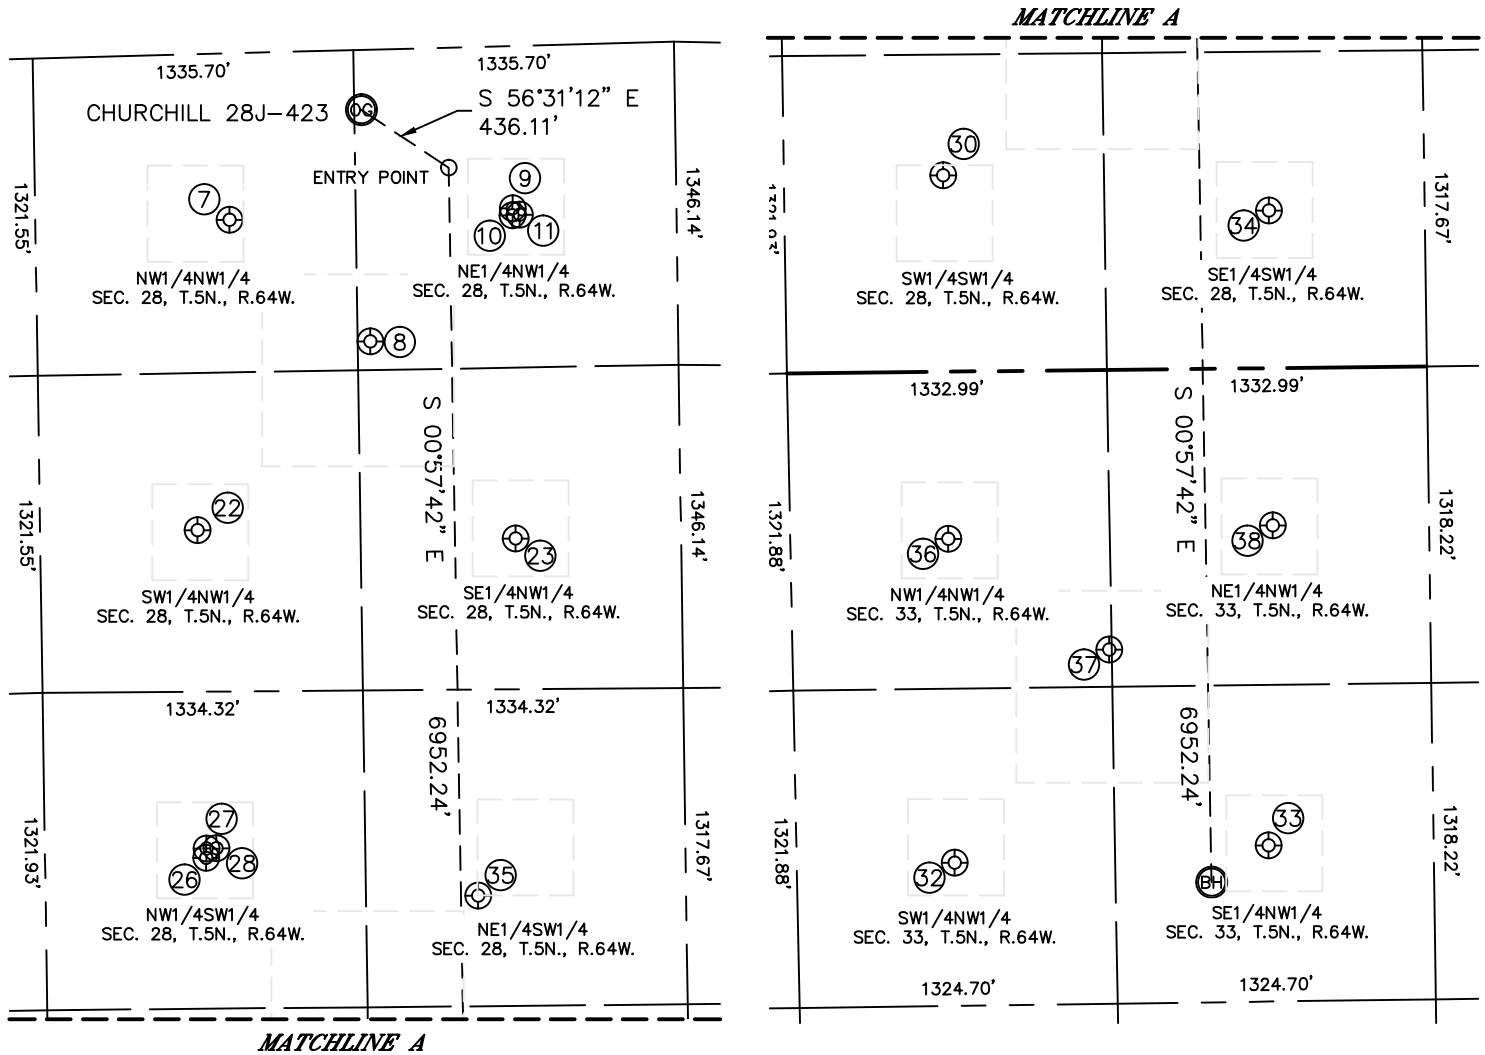 1335.70'
1335.70'
CHURCHILL 28J-423
OG
S 56°31'12" E
436.11'
ENTRY POINT
1321.55'
7
9
10
11
1346.14'
NW1/4NW1/4
SEC. 28, T.5N., R.64W.
NE1/4NW1/4
SEC. 28, T.5N., R.64W.
8
S 00°57'42" E
1321.55'
22
23
1346.14'
SW1/4NW1/4
SEC. 28, T.5N., R.64W.
SE1/4NW1/4
SEC. 28, T.5N., R.64W.
1334.32'
1334.32'
6952.24'
1321.93'
27
26
28
35
1317.67'
NW1/4SW1/4
SEC. 28, T.5N., R.64W.
NE1/4SW1/4
SEC. 28, T.5N., R.64W.
MATCHLINE A
MATCHLINE A
30
34
1321.93'
1317.67'
SW1/4SW1/4
SEC. 28, T.5N., R.64W.
SE1/4SW1/4
SEC. 28, T.5N., R.64W.
1332.99'
1332.99'
S 00°57'42" E
1321.88'
36
38
1318.22'
NW1/4NW1/4
SEC. 33, T.5N., R.64W.
NE1/4NW1/4
SEC. 33, T.5N., R.64W.
37
6952.24'
1321.88'
32
33
BH
1318.22'
SW1/4NW1/4
SEC. 33, T.5N., R.64W.
SE1/4NW1/4
SEC. 33, T.5N., R.64W.
1324.70'
1324.70'